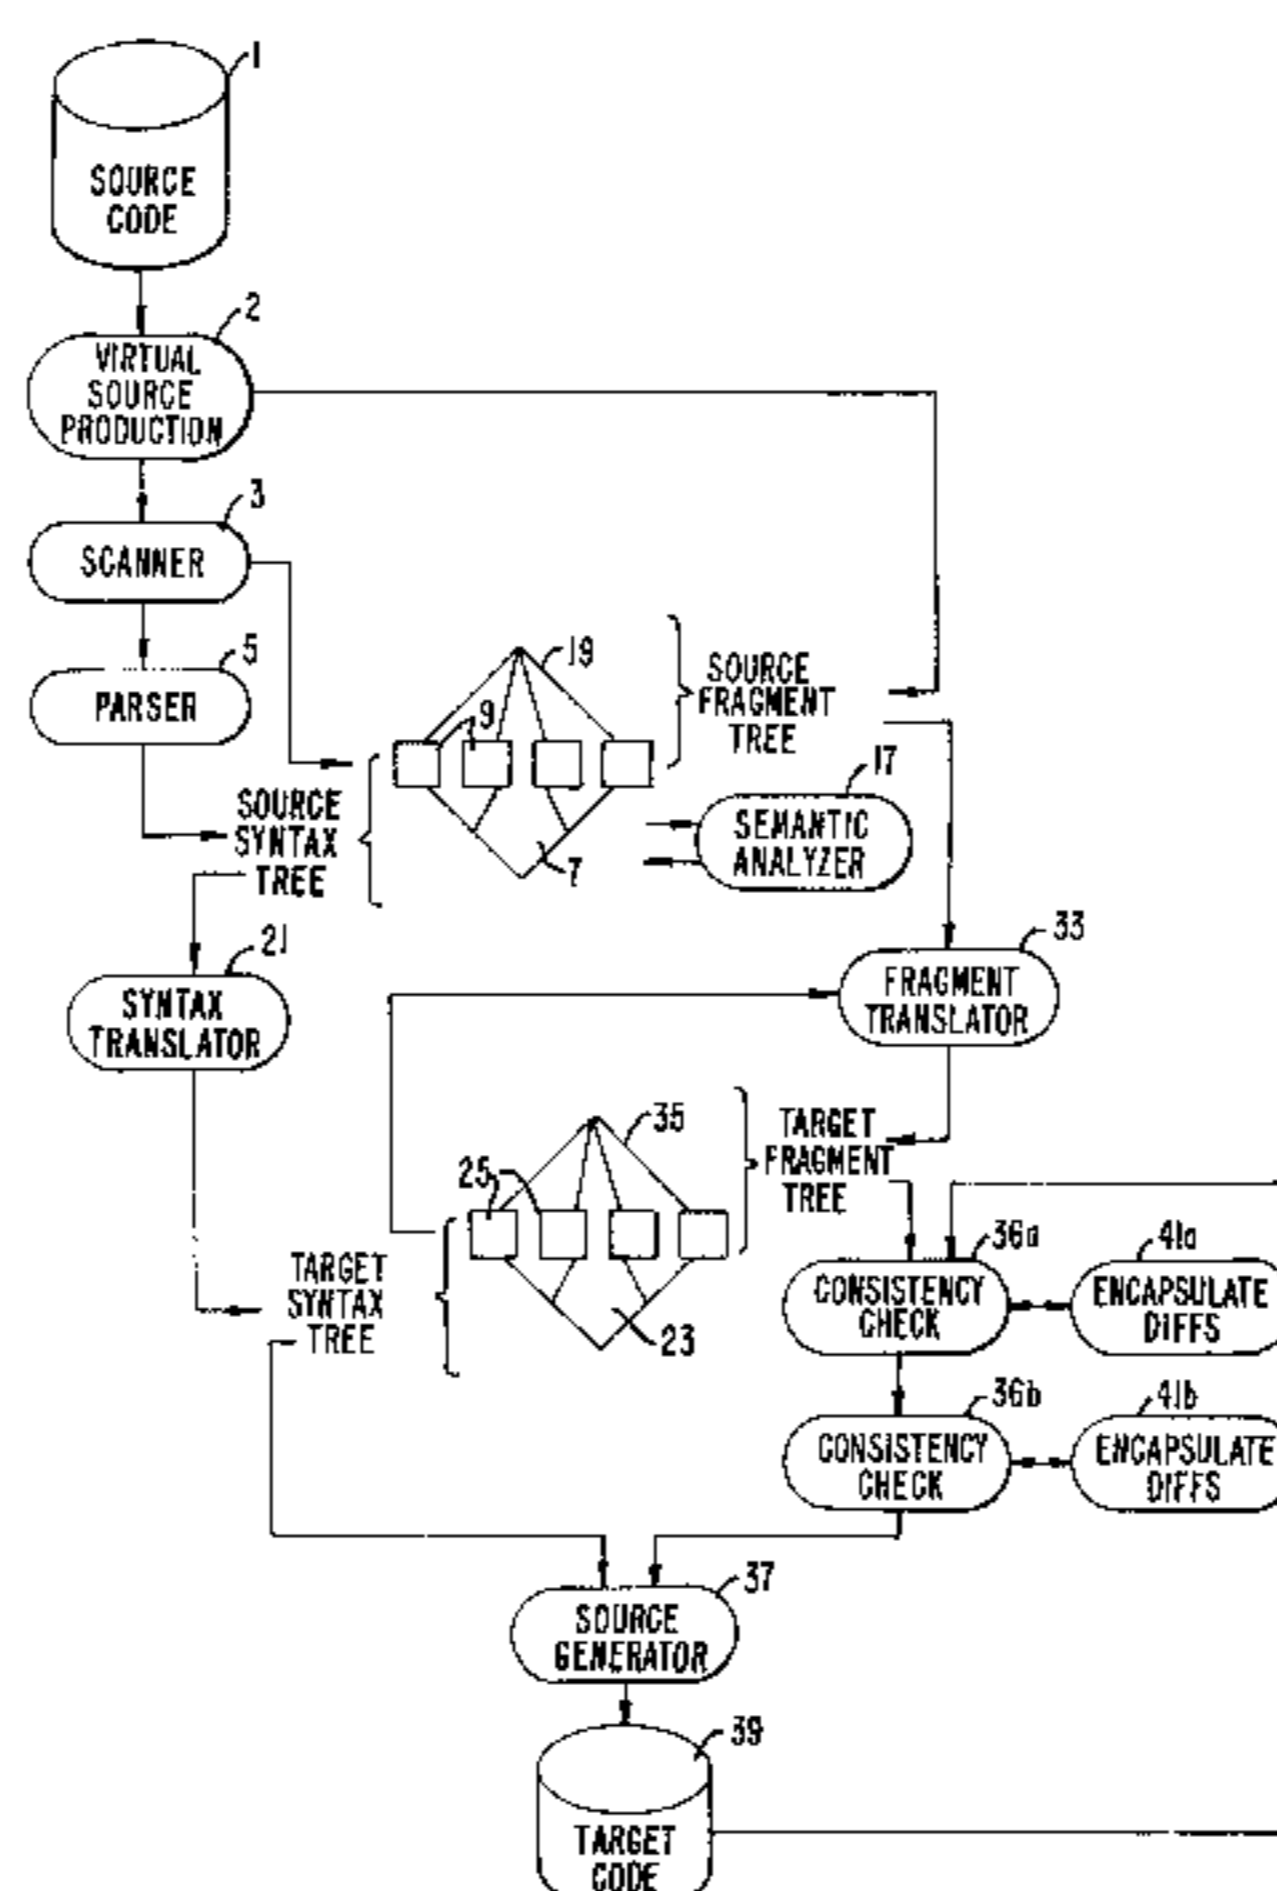 1
SOURCE
CODE
2
VIRTUAL
SOURCE
PRODUCTION
3
SCANNER
5
PARSER
19
9
SOURCE
FRAGMENT
TREE
SOURCE
SYNTAX
TREE
7
17
SEMANTIC
ANALYZER
21
SYNTAX
TRANSLATOR
33
FRAGMENT
TRANSLATOR
35
25
TARGET
FRAGMENT
TREE
TARGET
SYNTAX
TREE
23
36a
CONSISTENCY
CHECK
41a
ENCAPSULATE
DIFFS
36b
CONSISTENCY
CHECK
41b
ENCAPSULATE
DIFFS
37
SOURCE
GENERATOR
39
TARGET
CODE